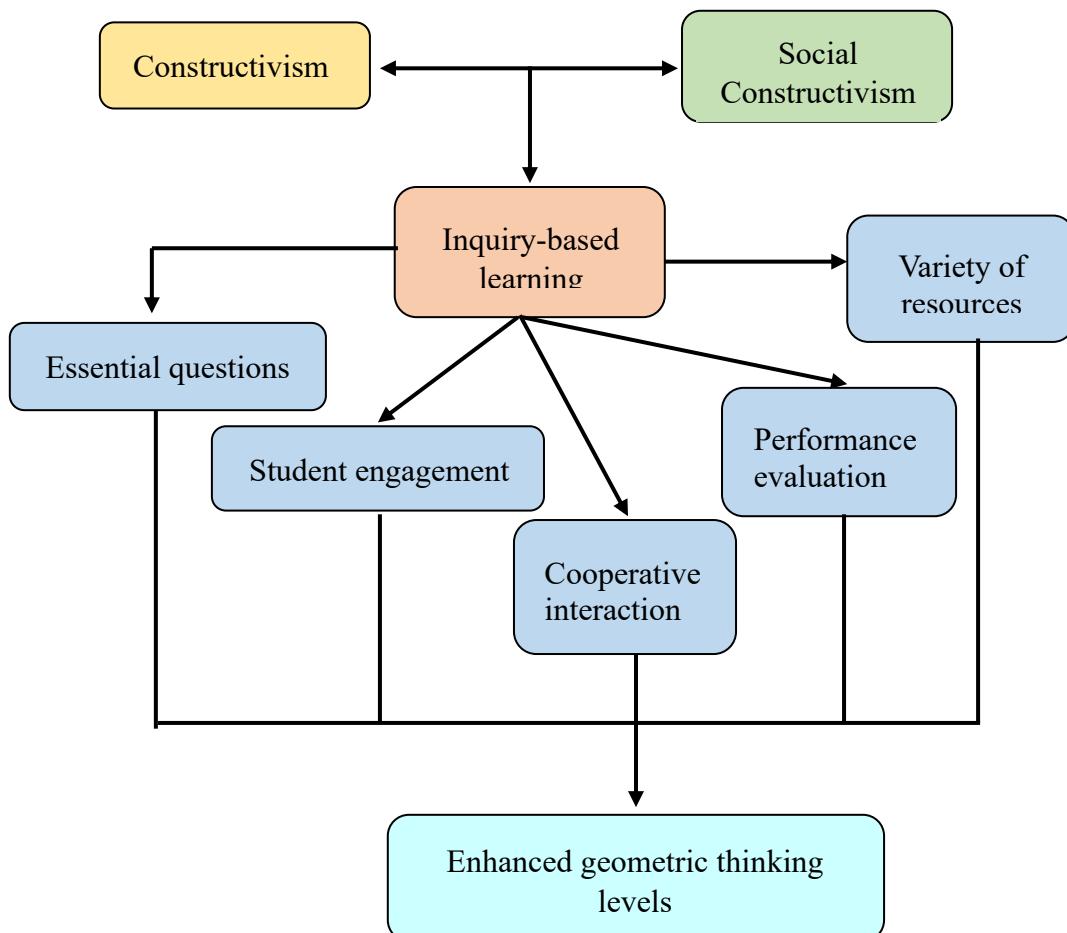 Constructivism
Social
Constructivism
Inquiry-based
learning
Variety of
resources
Essential questions
Student engagement
Performance
evaluation
Cooperative
interaction
Enhanced geometric thinking
levels